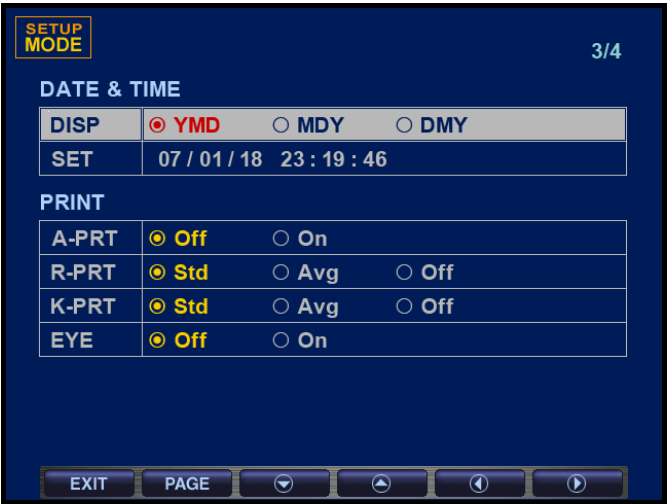 SETUP
MODE
3/4
DATE & TIME
DISP YMD MDY DMY
SET 07 / 01 / 18 23 : 19 : 46
PRINT
A-PRT Off On
R-PRT Std Avg Off
K-PRT Std Avg Off
EYE Off On
EXIT PAGE